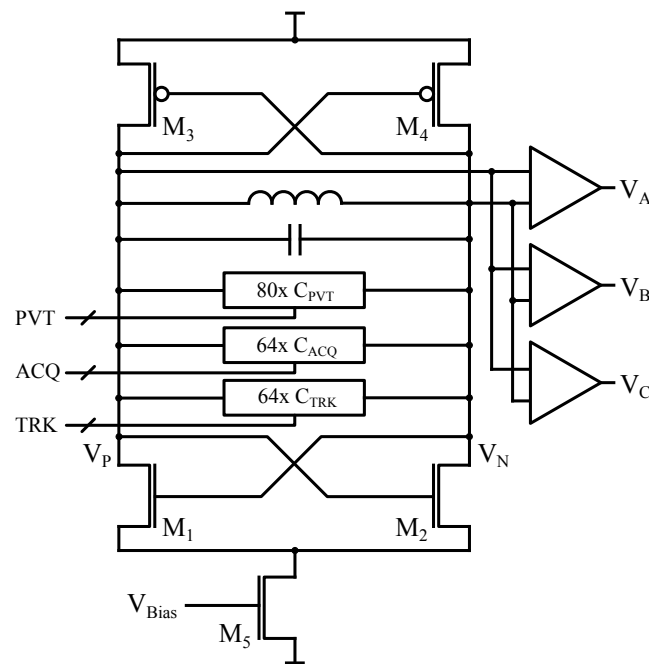 M3
M4
VA
80x CPVT
VB
PVT
64x CACQ
ACQ
VC
64x CTRK
TRK
VP
VN
M1
M2
VBias
M5